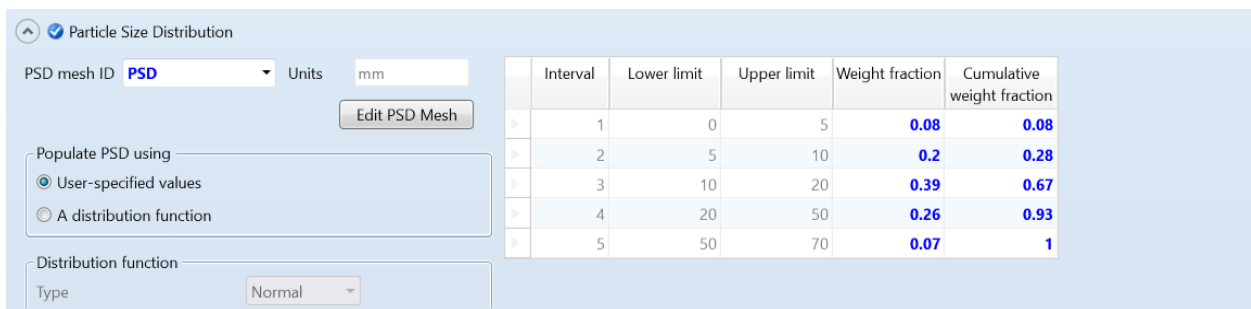 Particle Size Distribution
PSD mesh ID PSD Units mm
Edit PSD Mesh
Populate PSD using
User-specified values
A distribution function
Distribution function
Type Normal
Interval Lower limit Upper limit Weight fraction Cumulative weight fraction
1 0 5 0.08 0.08
2 5 10 0.2 0.28
3 10 20 0.39 0.67
4 20 50 0.26 0.93
5 50 70 0.07 1